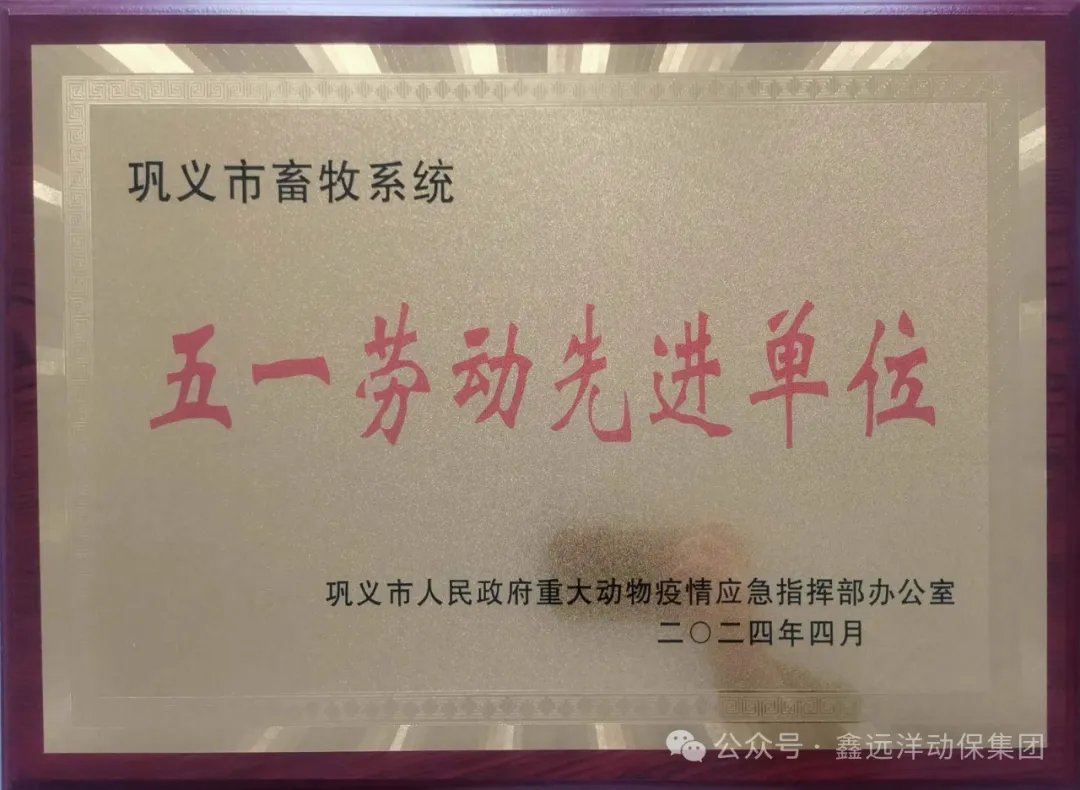 巩义市畜牧系统
五一劳动先进单位
巩义市人民政府重大动物疫情应急指挥部办公室
二〇二四年四月
公众号·鑫远洋动保集团